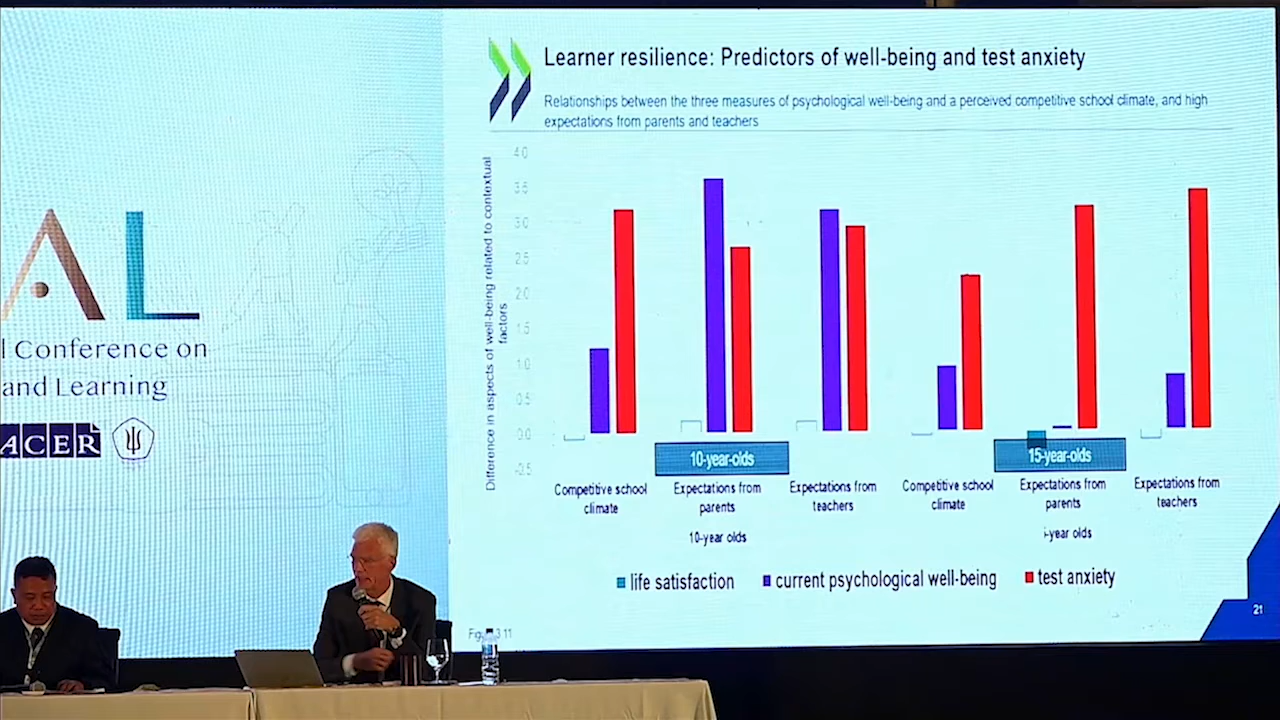 AL
l Conference on
and Learning
ACER
Learner resilience: Predictors of well-being and test anxiety
Relationships between the three measures of psychological well-being and a perceived competitive school climate, and high
expectations from parents and teachers
Difference in aspects of well-being related to contextual
factors
4.0
3.5
3.0
2.5
2.0
1.5
1.0
0.5
0.0
-0.5
10-year-olds
15-year-olds
Competitive school
climate
Expectations from
parents
Expectations from
teachers
Competitive school
climate
Expectations from
parents
Expectations from
teachers
10-year olds
-year olds
life satisfaction
current psychological well-being
test anxiety
3.11
21